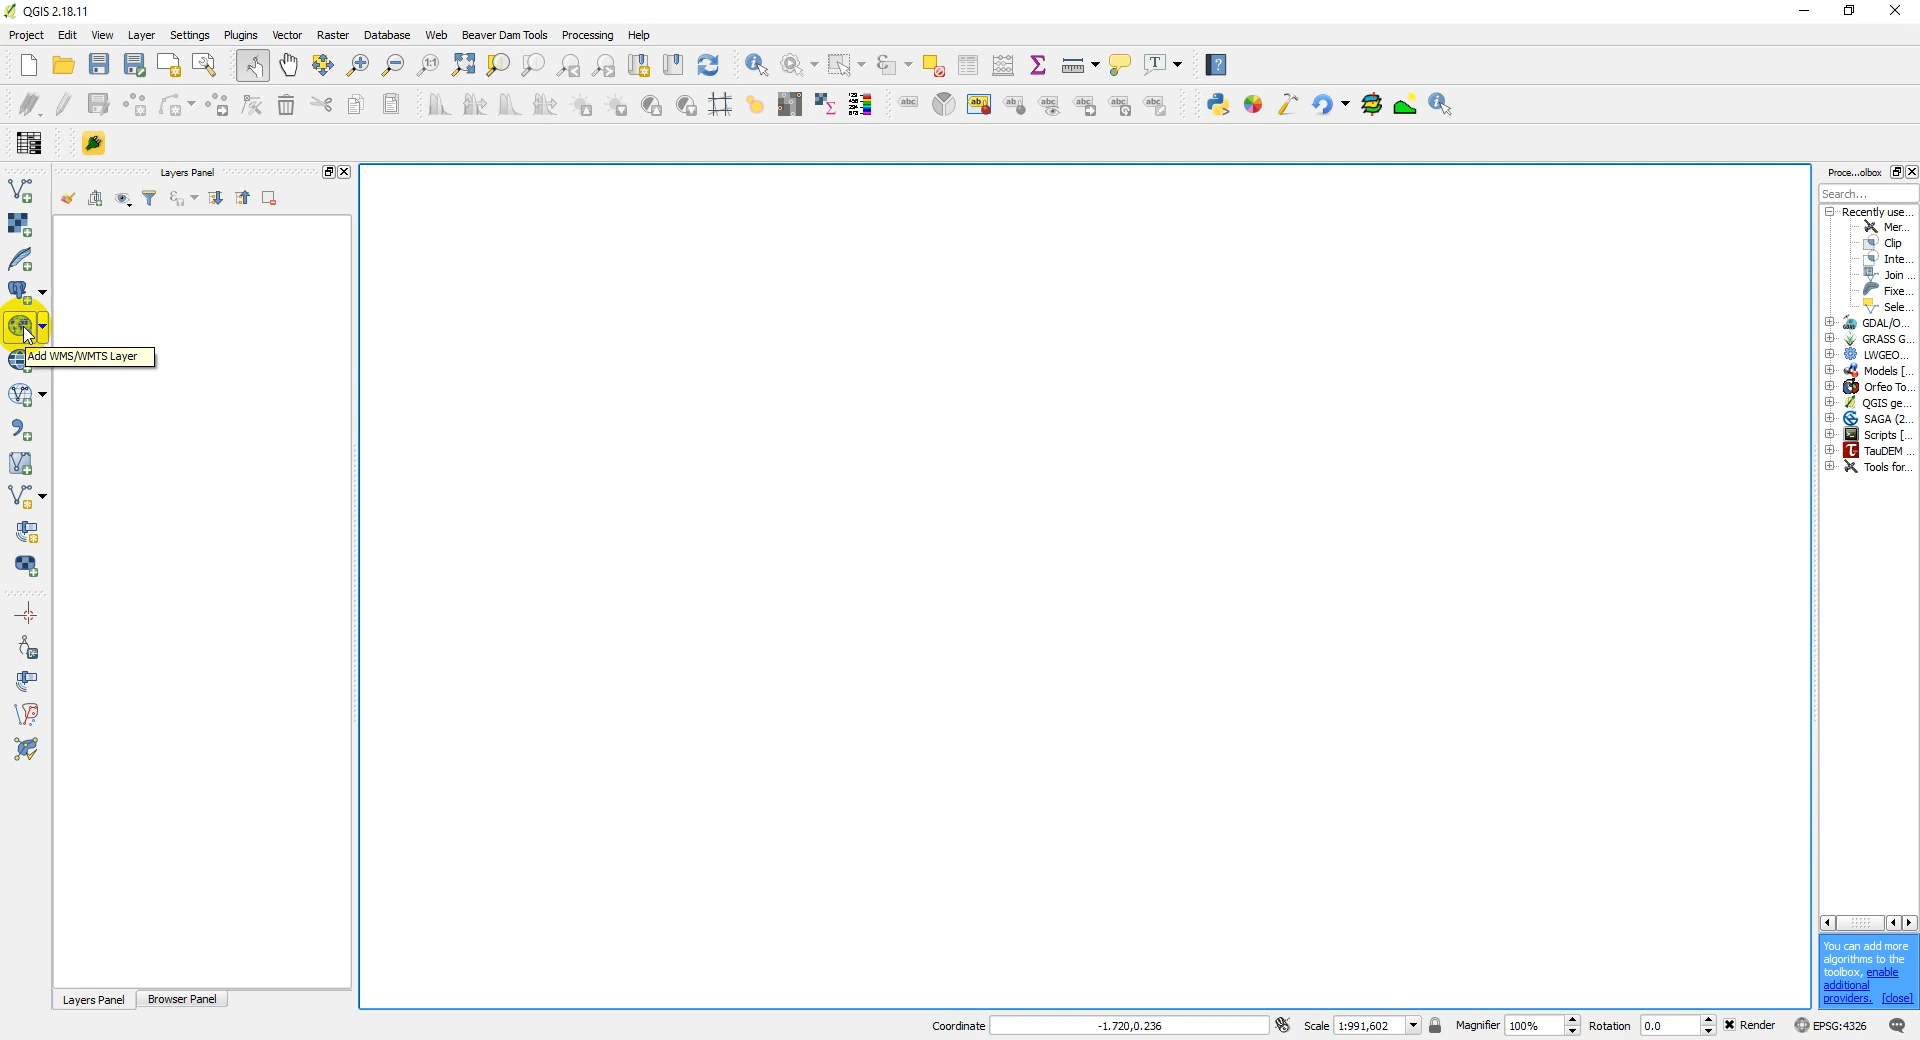 QGIS 2.18.11
Project Edit View Layer Settings Plugins Vector Raster Database Web Beaver Dam Tools Processing Help
Layers Panel
Proce...olbox
Search...
Recently use...
Mer...
Clip
Inte...
Join ...
Fixe...
Sele...
GDAL/O...
GRASS G...
LWGEO...
Models [...
Orfeo To...
QGIS ge...
SAGA (2...
Scripts [...
TauDEM ...
Tools for...
Add WMS/WMTS Layer
You can add more
algorithms to the
toolbox, enable
additional
providers. [close]
Layers Panel Browser Panel
Coordinate -1.720,0.236 Scale 1:991,602 Magnifier 100% Rotation 0.0 Render EPSG:4326